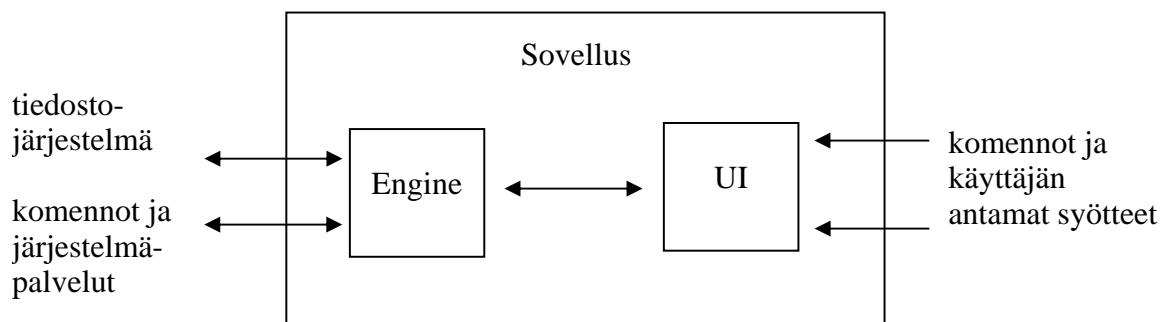 Sovellus
tiedosto-
järjestelmä
komennot ja
järjestelmä-
palvelut
Engine
UI
komennot ja
käyttäjän
antamat syötteet